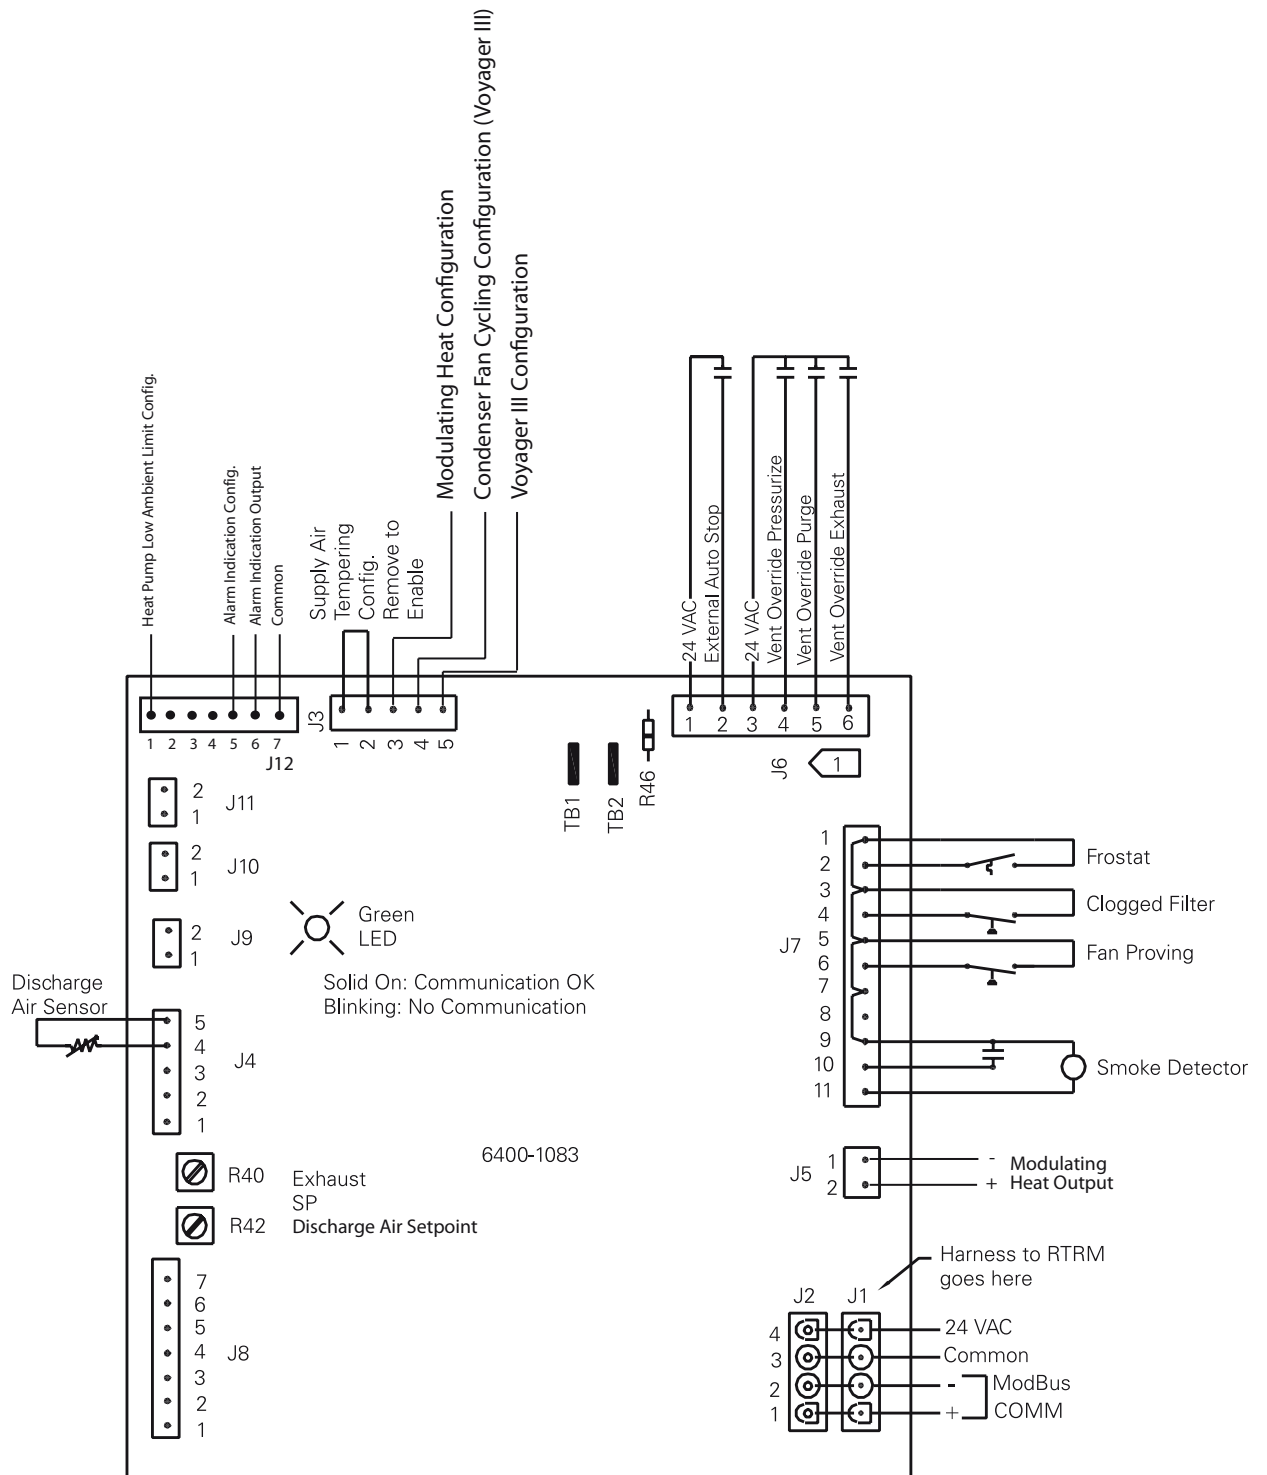 Heat Pump Low Ambient Limit Config.
Alarm Indication Config.
Alarm Indication Output
Common
Supply Air
Tempering
Config.
Remove to
Enable
Modulating Heat Configuration
Condenser Fan Cycling Configuration (Voyager III)
Voyager III Configuration
24 VAC
External Auto Stop
24 VAC
Vent Override Pressurize
Vent Override Purge
Vent Override Exhaust
1 2 3 4 5 6 7
J12
J3
1 2 3 4 5
TB1
TB2
R46
1 2 3 4 5 6
J6
1
2
1
J11
2
1
J10
2
1
J9
Green
LED
Solid On: Communication OK
Blinking: No Communication
Discharge
Air Sensor
5
4
3
2
1
J4
1
2
3
4
5
6
7
8
9
10
11
J7
Frostat
Clogged Filter
Fan Proving
Smoke Detector
6400-1083
R40
Exhaust
SP
R42
Discharge Air Setpoint
J5
1
2
- Modulating
+ Heat Output
7
6
5
4
3
2
1
J8
Harness to RTRM
goes here
J2 J1
4
3
2
1
24 VAC
Common
- ModBus
+ COMM